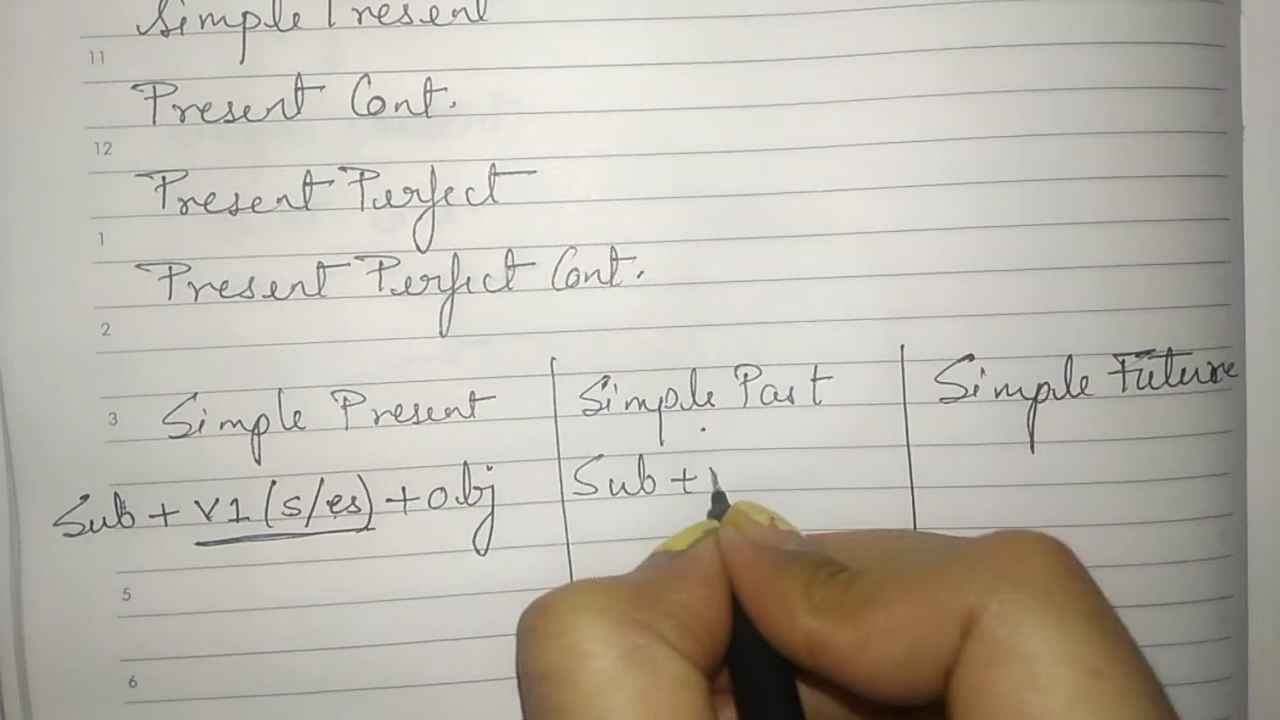 Simple Present
11
Present Cont.
12
Present Perfect
1
Present Perfect Cont.
2
3 Simple Present Simple Past Simple Future
Sub + V1 (s/es) + obj Sub +
5
6